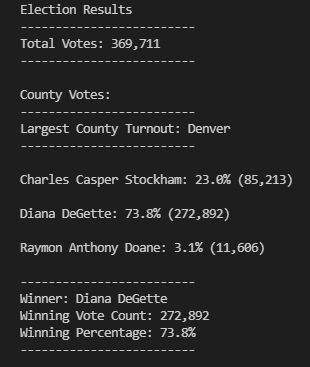 Election Results
-------------------------
Total Votes: 369,711
-------------------------
County Votes:
-------------------------
Largest County Turnout: Denver
-------------------------
Charles Casper Stockham: 23.0% (85,213)
Diana DeGette: 73.8% (272,892)
Raymon Anthony Doane: 3.1% (11,606)
-------------------------
Winner: Diana DeGette
Winning Vote Count: 272,892
Winning Percentage: 73.8%
-------------------------